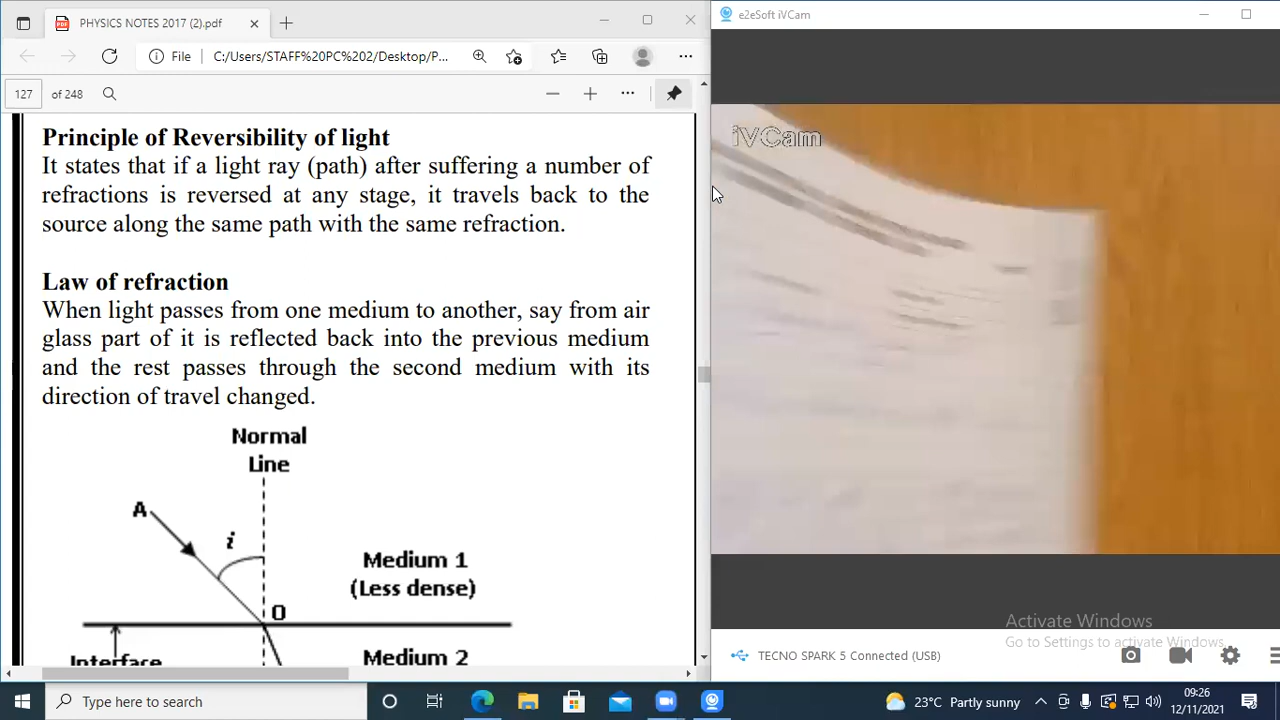 PHYSICS NOTES 2017 (2).pdf
File
C:/Users/STAFF%20PC%202/Desktop/P...
127 of 248
Principle of Reversibility of light
It states that if a light ray (path) after suffering a number of
refractions is reversed at any stage, it travels back to the
source along the same path with the same refraction.
Law of refraction
When light passes from one medium to another, say from air
glass part of it is reflected back into the previous medium
and the rest passes through the second medium with its
direction of travel changed.
Normal
Line
A
i
Medium 1
(Less dense)
O
Interface
Medium 2
e2eSoft iVCam
iVCam
Activate Windows
Go to Settings to activate Windows.
TECNO SPARK 5 Connected (USB)
Type here to search
23°C Partly sunny
09:26
12/11/2021